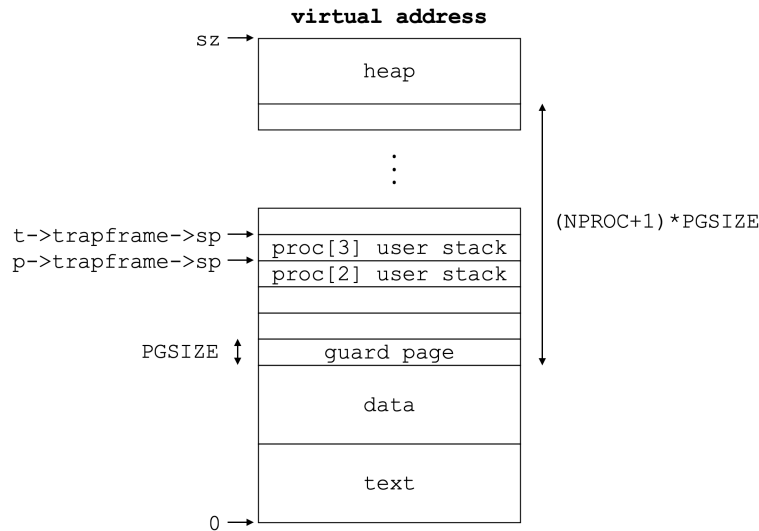 virtual address
sz
heap
(NPROC+1)*PGSIZE
t->trapframe->sp
proc[3] user stack
p->trapframe->sp
proc[2] user stack
PGSIZE
guard page
data
text
0